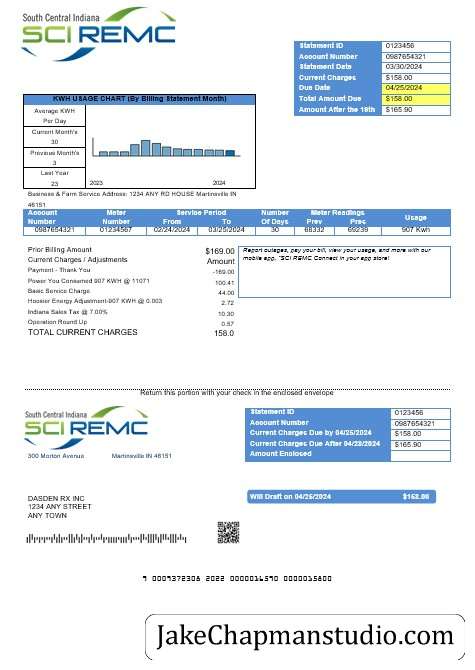 South Central Indiana
SCI REMC
Statement ID 0123456
Account Number 0987654321
Statement Date 03/30/2024
Current Charges $158.00
Due Date 04/25/2024
Total Amount Due $158.00
Amount After the 19th $165.90
KWH USAGE CHART (By Billing Statement Month)
Average KWH
Per Day
Current Month's
30
Previous Month's
3
Last Year
23
2023 2024
Business & Farm Service Address: 1234 ANY RD HOUSE Martinsville IN
46151
Account Meter Service Period Number Meter Readings Usage
Number Number From To Of Days Prev Pres
0987654321 01234567 02/24/2024 03/25/2024 30 68332 69239 907 Kwh
Prior Billing Amount $169.00
Current Charges / Adjustments Amount
Payment - Thank You -169.00
Power You Consumed 907 KWH @ 11071 100.41
Basic Service Charge 44.00
Hoosier Energy Adjustment-907 KWH @ 0.003 2.72
Indiana Sales Tax @ 7.00% 10.30
Operation Round Up 0.57
TOTAL CURRENT CHARGES 158.0
Report outages, pay your bill, view your usage, and more with our
mobile app, "SCI REMC Connect in your app store!
Return this portion with your check in the enclosed envelope
South Central Indiana
SCI REMC
300 Morton Avenue Martinsville IN 46151
Statement ID 0123456
Account Number 0987654321
Current Charges Due by 04/25/2024 $158.00
Current Charges Due After 04/23/2024 $165.90
Amount Enclosed
Will Draft on 04/25/2024 $158.00
DASDEN RX INC
1234 ANY STREET
ANY TOWN
9 0009372308 2022 0000016590 0000015800
JakeChapmanstudio.com